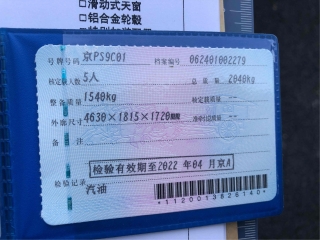 □滑动式天窗
□铝合金轮毂
号牌号码 京PS9C01 档案编号 062401002279
核定载人数 5人 总质量 2040kg
整备质量 1540kg 核定载质量
外廓尺寸 4630×1815×1720mm 准牵引总质量
备注
检验有效期至2022年04月京A
检验记录
汽油
*1120013828140*